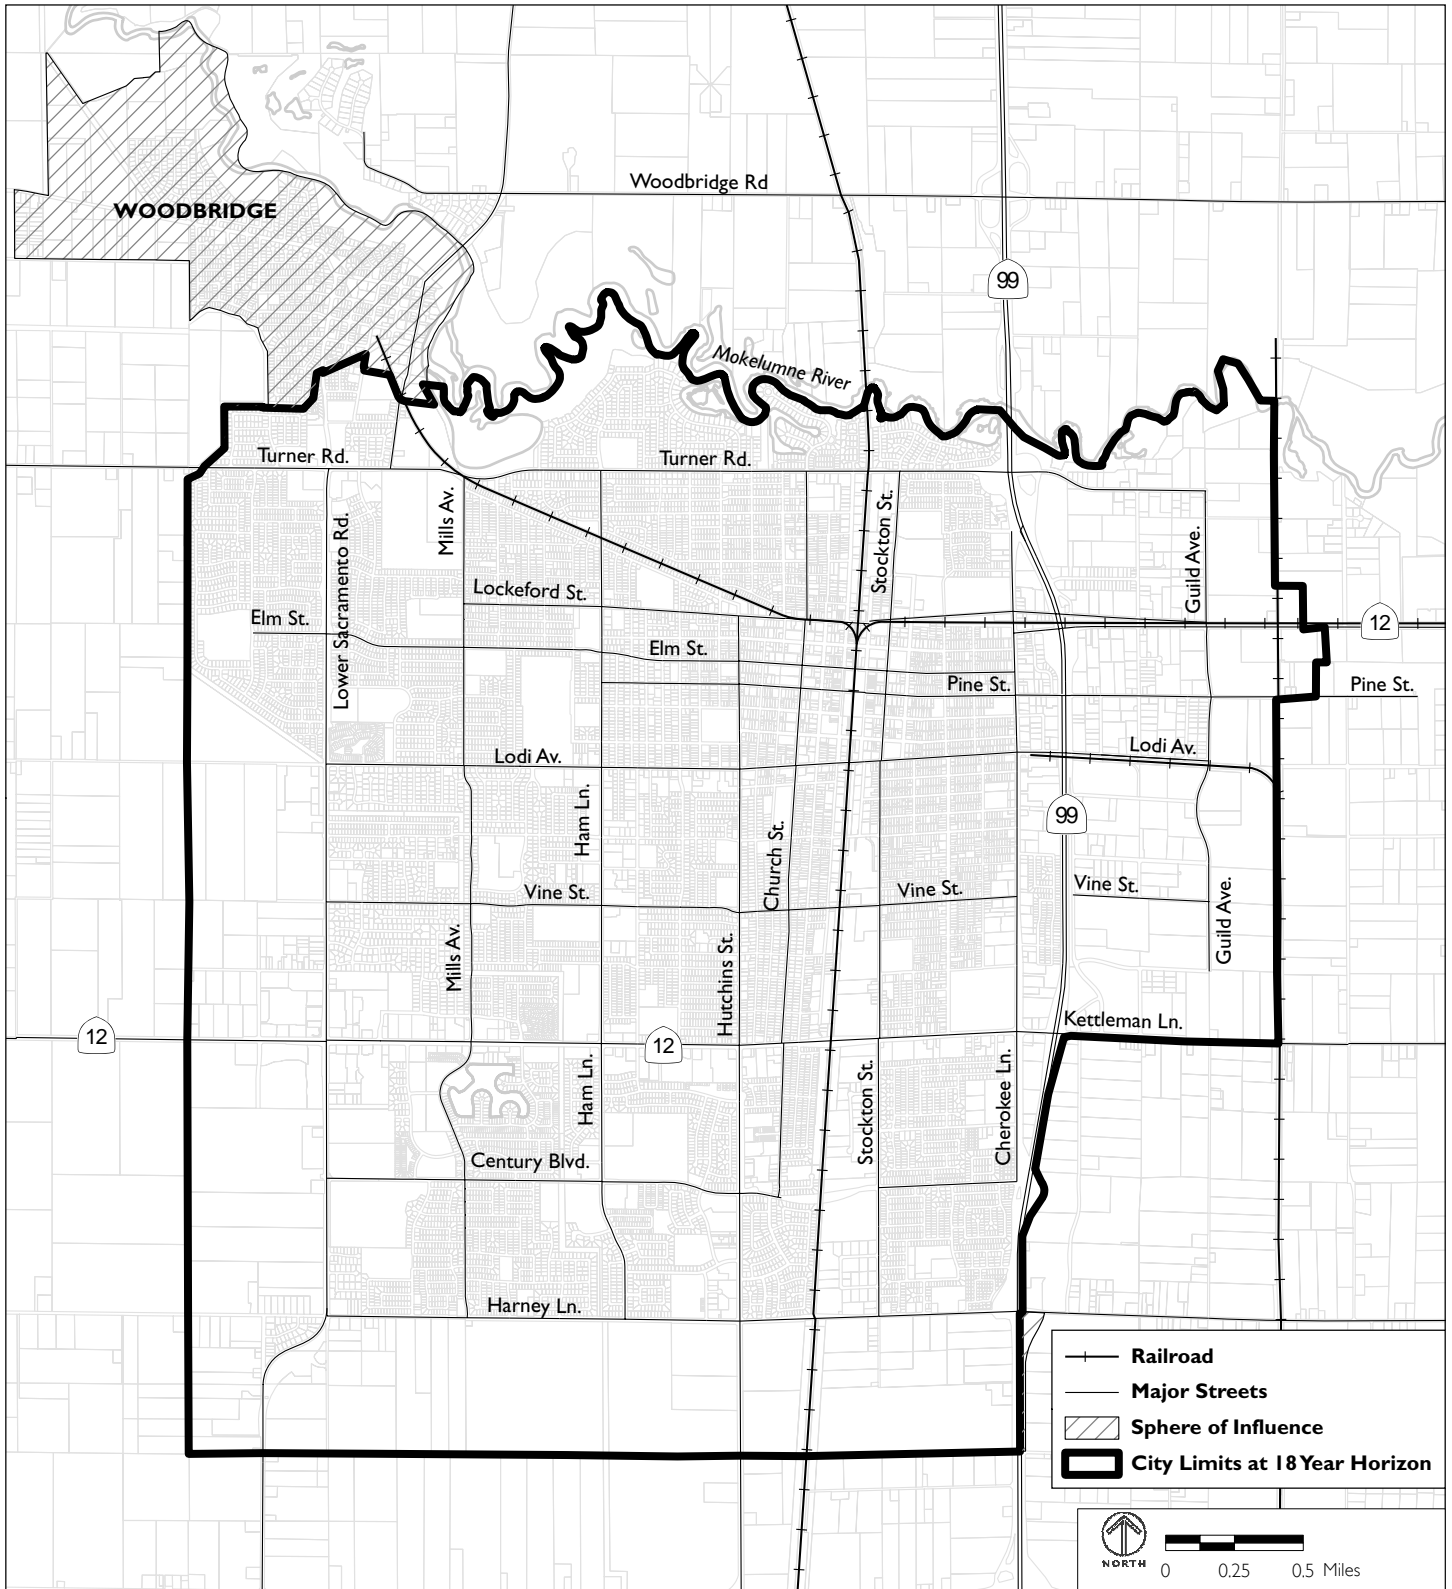 Woodbridge Rd
WOODBRIDGE
99
Mokelumne River
Turner Rd.
Turner Rd.
Lower Sacramento Rd.
Mills Av.
Stockton St.
Guild Ave.
Lockeford St.
Elm St.
Elm St.
12
Pine St.
Pine St.
Lodi Av.
Lodi Av.
Ham Ln.
Church St.
99
Vine St.
Vine St.
Vine St.
Mills Av.
Hutchins St.
Guild Ave.
12
12
Kettleman Ln.
Ham Ln.
Stockton St.
Cherokee Ln.
Century Blvd.
Harney Ln.
Railroad
Major Streets
Sphere of Influence
City Limits at 18 Year Horizon
NORTH
0 0.25 0.5 Miles